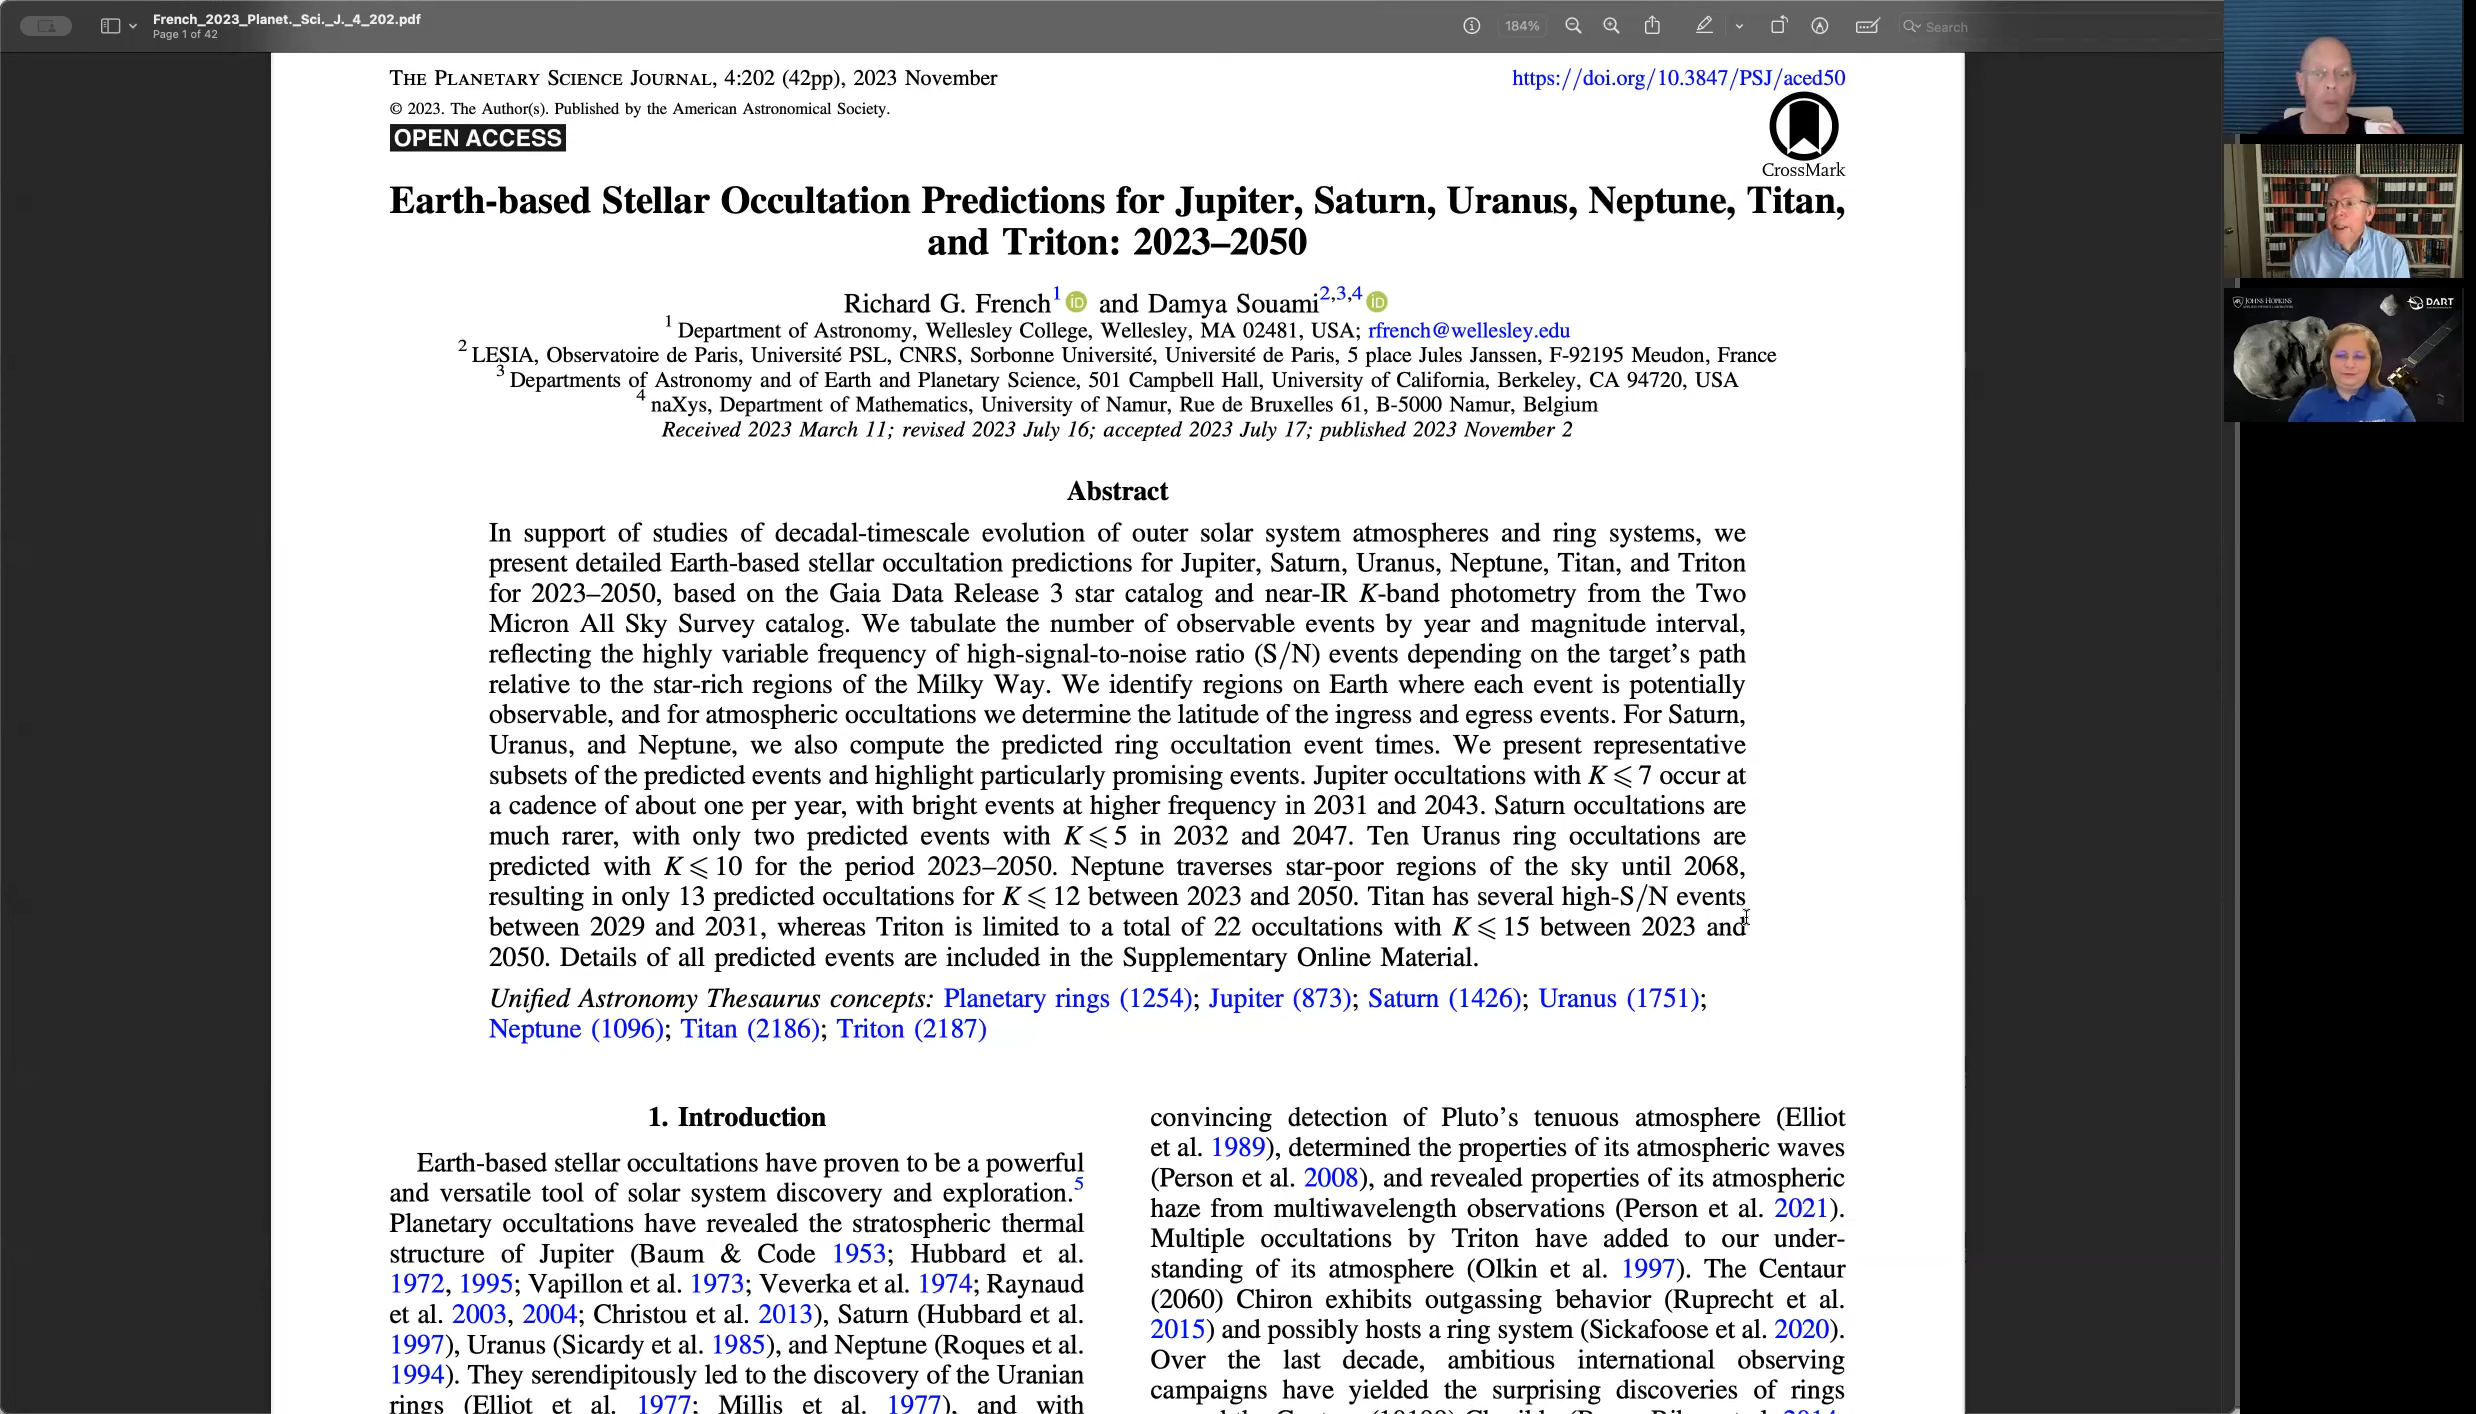 French_2023_Planet._Sci._J._4_202.pdf
Page 1 of 42
184%
Search
THE PLANETARY SCIENCE JOURNAL, 4:202 (42pp), 2023 November
https://doi.org/10.3847/PSJ/aced50
© 2023. The Author(s). Published by the American Astronomical Society.
OPEN ACCESS
CrossMark
Earth-based Stellar Occultation Predictions for Jupiter, Saturn, Uranus, Neptune, Titan,
and Triton: 2023–2050
Richard G. French1 iD and Damya Souami2,3,4 iD
1 Department of Astronomy, Wellesley College, Wellesley, MA 02481, USA; rfrench@wellesley.edu
2 LESIA, Observatoire de Paris, Université PSL, CNRS, Sorbonne Université, Université de Paris, 5 place Jules Janssen, F-92195 Meudon, France
3 Departments of Astronomy and of Earth and Planetary Science, 501 Campbell Hall, University of California, Berkeley, CA 94720, USA
4 naXys, Department of Mathematics, University of Namur, Rue de Bruxelles 61, B-5000 Namur, Belgium
Received 2023 March 11; revised 2023 July 16; accepted 2023 July 17; published 2023 November 2
Abstract
In support of studies of decadal-timescale evolution of outer solar system atmospheres and ring systems, we
present detailed Earth-based stellar occultation predictions for Jupiter, Saturn, Uranus, Neptune, Titan, and Triton
for 2023–2050, based on the Gaia Data Release 3 star catalog and near-IR K-band photometry from the Two
Micron All Sky Survey catalog. We tabulate the number of observable events by year and magnitude interval,
reflecting the highly variable frequency of high-signal-to-noise ratio (S/N) events depending on the target's path
relative to the star-rich regions of the Milky Way. We identify regions on Earth where each event is potentially
observable, and for atmospheric occultations we determine the latitude of the ingress and egress events. For Saturn,
Uranus, and Neptune, we also compute the predicted ring occultation event times. We present representative
subsets of the predicted events and highlight particularly promising events. Jupiter occultations with K ⩽ 7 occur at
a cadence of about one per year, with bright events at higher frequency in 2031 and 2043. Saturn occultations are
much rarer, with only two predicted events with K ⩽ 5 in 2032 and 2047. Ten Uranus ring occultations are
predicted with K ⩽ 10 for the period 2023–2050. Neptune traverses star-poor regions of the sky until 2068,
resulting in only 13 predicted occultations for K ⩽ 12 between 2023 and 2050. Titan has several high-S/N events
between 2029 and 2031, whereas Triton is limited to a total of 22 occultations with K ⩽ 15 between 2023 and
2050. Details of all predicted events are included in the Supplementary Online Material.
Unified Astronomy Thesaurus concepts: Planetary rings (1254); Jupiter (873); Saturn (1426); Uranus (1751);
Neptune (1096); Titan (2186); Triton (2187)
1. Introduction
Earth-based stellar occultations have proven to be a powerful
and versatile tool of solar system discovery and exploration.5
Planetary occultations have revealed the stratospheric thermal
structure of Jupiter (Baum & Code 1953; Hubbard et al.
1972, 1995; Vapillon et al. 1973; Veverka et al. 1974; Raynaud
et al. 2003, 2004; Christou et al. 2013), Saturn (Hubbard et al.
1997), Uranus (Sicardy et al. 1985), and Neptune (Roques et al.
1994). They serendipitously led to the discovery of the Uranian
rings (Elliot et al. 1977; Millis et al. 1977), and with
convincing detection of Pluto's tenuous atmosphere (Elliot
et al. 1989), determined the properties of its atmospheric waves
(Person et al. 2008), and revealed properties of its atmospheric
haze from multiwavelength observations (Person et al. 2021).
Multiple occultations by Triton have added to our under-
standing of its atmosphere (Olkin et al. 1997). The Centaur
(2060) Chiron exhibits outgassing behavior (Ruprecht et al.
2015) and possibly hosts a ring system (Sickafoose et al. 2020).
Over the last decade, ambitious international observing
campaigns have yielded the surprising discoveries of rings
JOHNS HOPKINS
DART